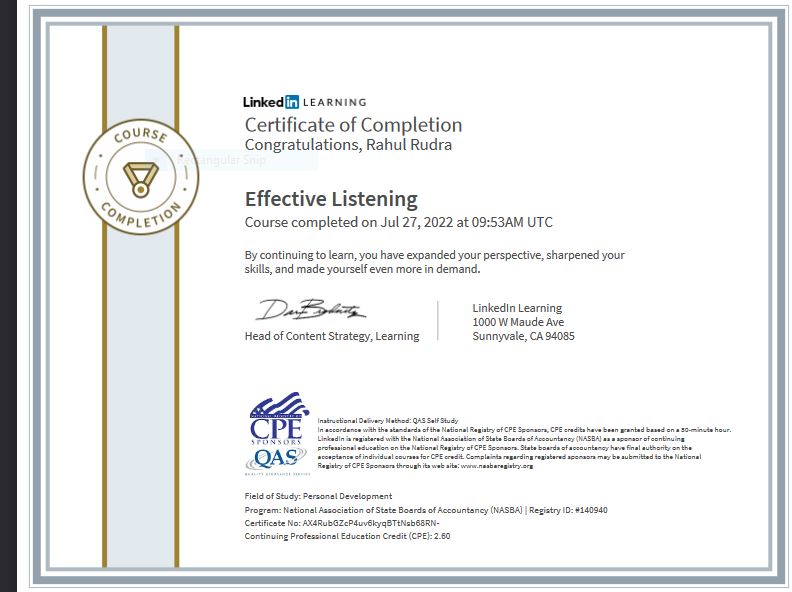 Linked in LEARNING
Certificate of Completion
Congratulations, Rahul Rudra
COURSE
COMPLETION
Rectangular Snip
Effective Listening
Course completed on Jul 27, 2022 at 09:53AM UTC
By continuing to learn, you have expanded your perspective, sharpened your
skills, and made yourself even more in demand.
Head of Content Strategy, Learning
LinkedIn Learning
1000 W Maude Ave
Sunnyvale, CA 94085
CPE
SPONSORS
QAS
Instructional Delivery Method: QAS Self Study
In accordance with the standards of the National Registry of CPE Sponsors, CPE credits have been granted based on a 50-minute hour.
LinkedIn is registered with the National Association of State Boards of Accountancy (NASBA) as a sponsor of continuing
professional education on the National Registry of CPE Sponsors. State boards of accountancy have final authority on the
acceptance of individual courses for CPE credit. Complaints regarding registered sponsors may be submitted to the National
Registry of CPE Sponsors through its web site: www.nasbaregistry.org
Field of Study: Personal Development
Program: National Association of State Boards of Accountancy (NASBA) | Registry ID: #140940
Certificate No: AX4RubGZcP4uv6kyqBTtNsb68RN-
Continuing Professional Education Credit (CPE): 2.60